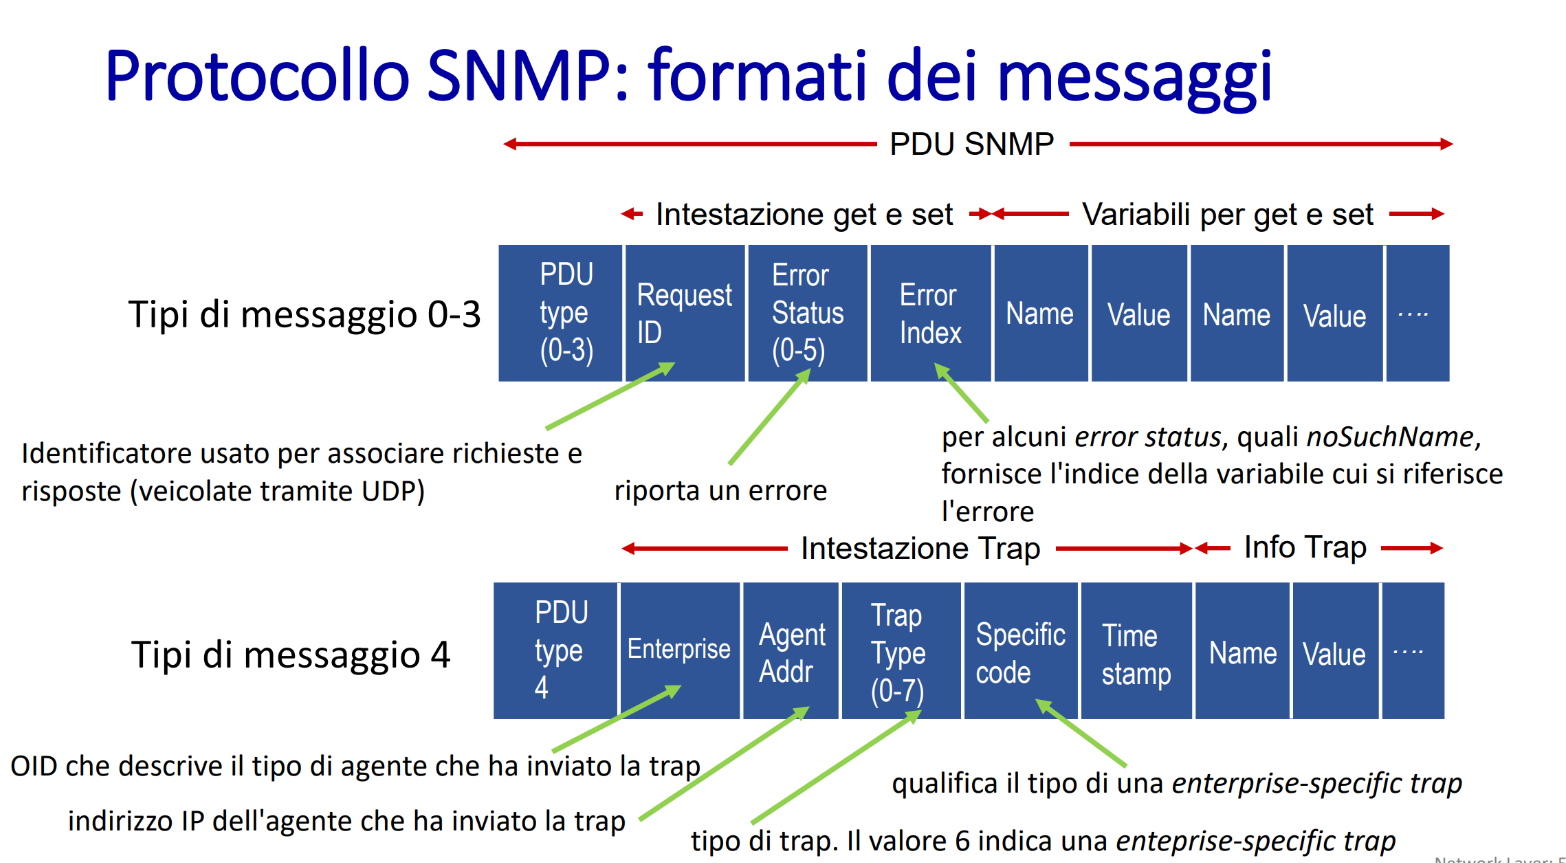 Protocollo SNMP: formati dei messaggi
PDU SNMP
Intestazione get e set
Variabili per get e set
Tipi di messaggio 0-3
PDU
type
(0-3)
Request
ID
Error
Status
(0-5)
Error
Index
Name
Value
Name
Value
....
Identificatore usato per associare richieste e
risposte (veicolate tramite UDP)
riporta un errore
per alcuni error status, quali noSuchName,
fornisce l'indice della variabile cui si riferisce
l'errore
Intestazione Trap
Info Trap
Tipi di messaggio 4
PDU
type
4
Enterprise
Agent
Addr
Trap
Type
(0-7)
Specific
code
Time
stamp
Name
Value
....
OID che descrive il tipo di agente che ha inviato la trap
qualifica il tipo di una enterprise-specific trap
indirizzo IP dell'agente che ha inviato la trap
tipo di trap. Il valore 6 indica una enteprise-specific trap